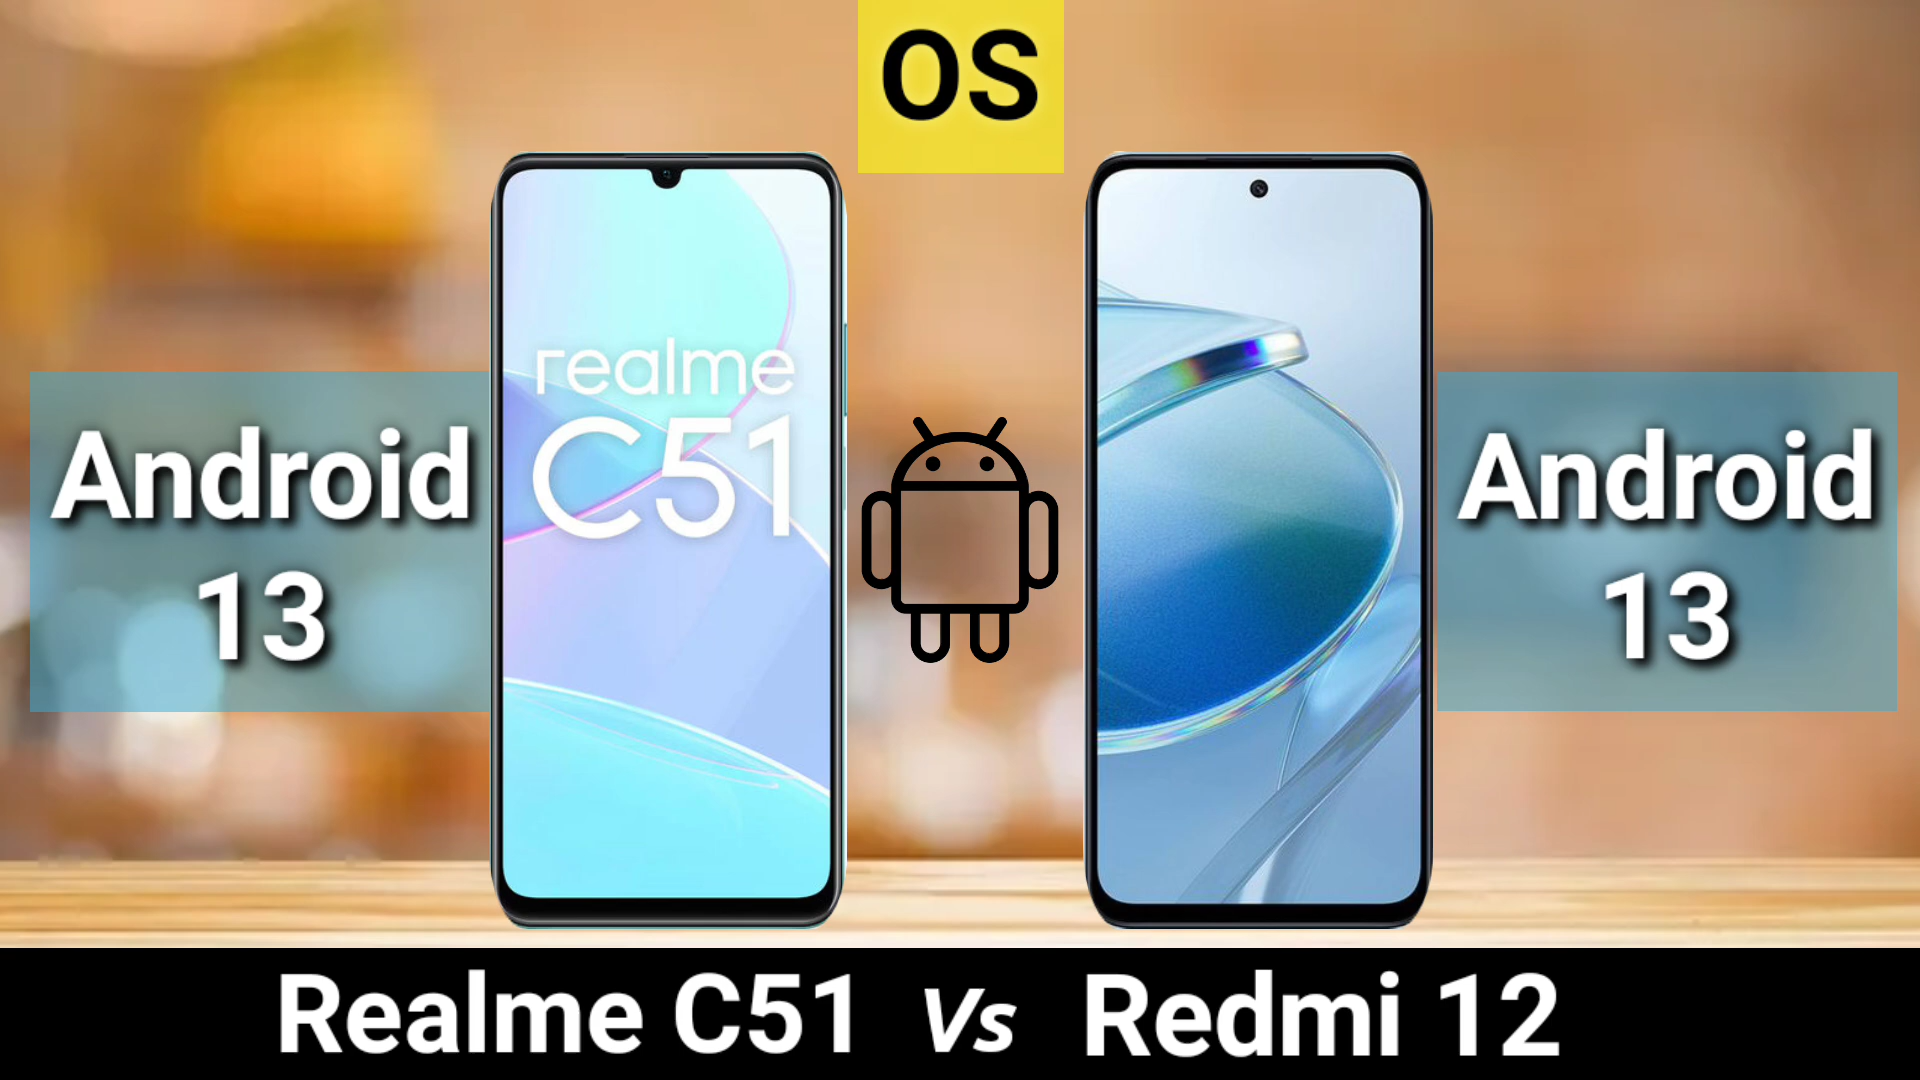 OS
realme
C51
Android
13
Android
13
Realme C51 Vs Redmi 12